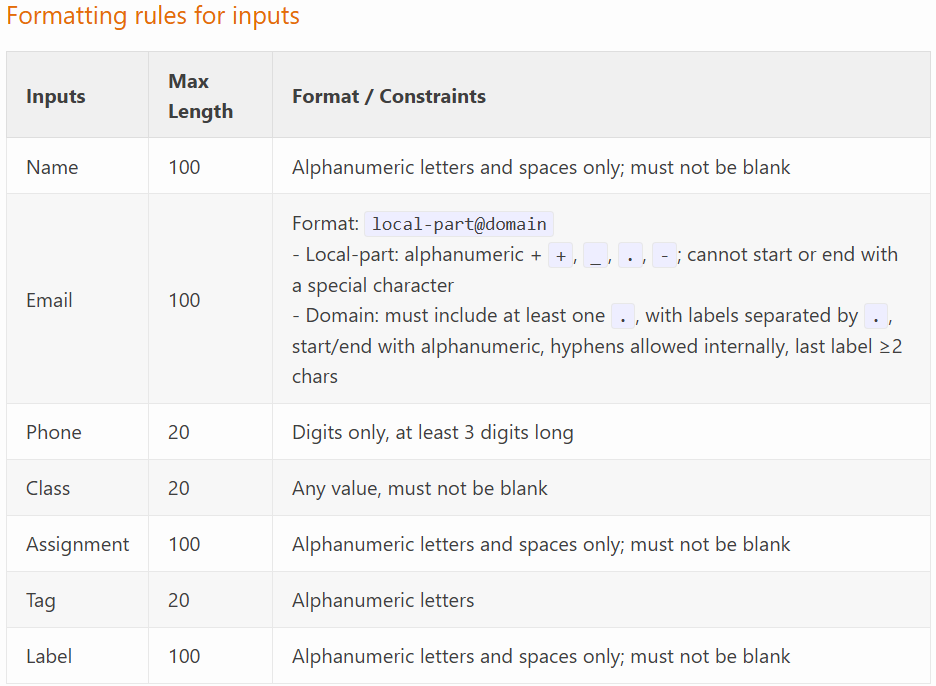 Formatting rules for inputs
Inputs Max Length Format / Constraints
Name 100 Alphanumeric letters and spaces only; must not be blank
Email 100 Format: local-part@domain
- Local-part: alphanumeric + +, _, ., -; cannot start or end with
a special character
- Domain: must include at least one ., with labels separated by .,
start/end with alphanumeric, hyphens allowed internally, last label ≥2
chars
Phone 20 Digits only, at least 3 digits long
Class 20 Any value, must not be blank
Assignment 100 Alphanumeric letters and spaces only; must not be blank
Tag 20 Alphanumeric letters
Label 100 Alphanumeric letters and spaces only; must not be blank